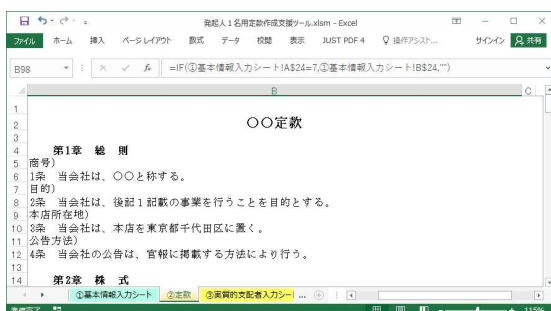 発起人1名用定款作成支援ツール.xlsm - Excel
ファイル ホーム 挿入 ページレイアウト 数式 データ 校閲 表示 JUST PDF 4 操作アシスト... サインイン 共有
B98 fx =IF(①基本情報入力シート!A$24=7,①基本情報入力シート!B$24,"")
B C
1
2 〇〇定款
3
4 第1章 総 則
5 商号)
6 1条 当会社は、〇〇と称する。
7 目的)
8 2条 当会社は、後記1記載の事業を行うことを目的とする。
9 本店所在地)
10 3条 当会社は、本店を東京都千代田区に置く。
11 公告方法)
12 4条 当会社の公告は、官報に掲載する方法により行う。
13
14 第2章 株 式
①基本情報入力シート ②定款 ③実質的支配者入力シート ...
準備完了 115%